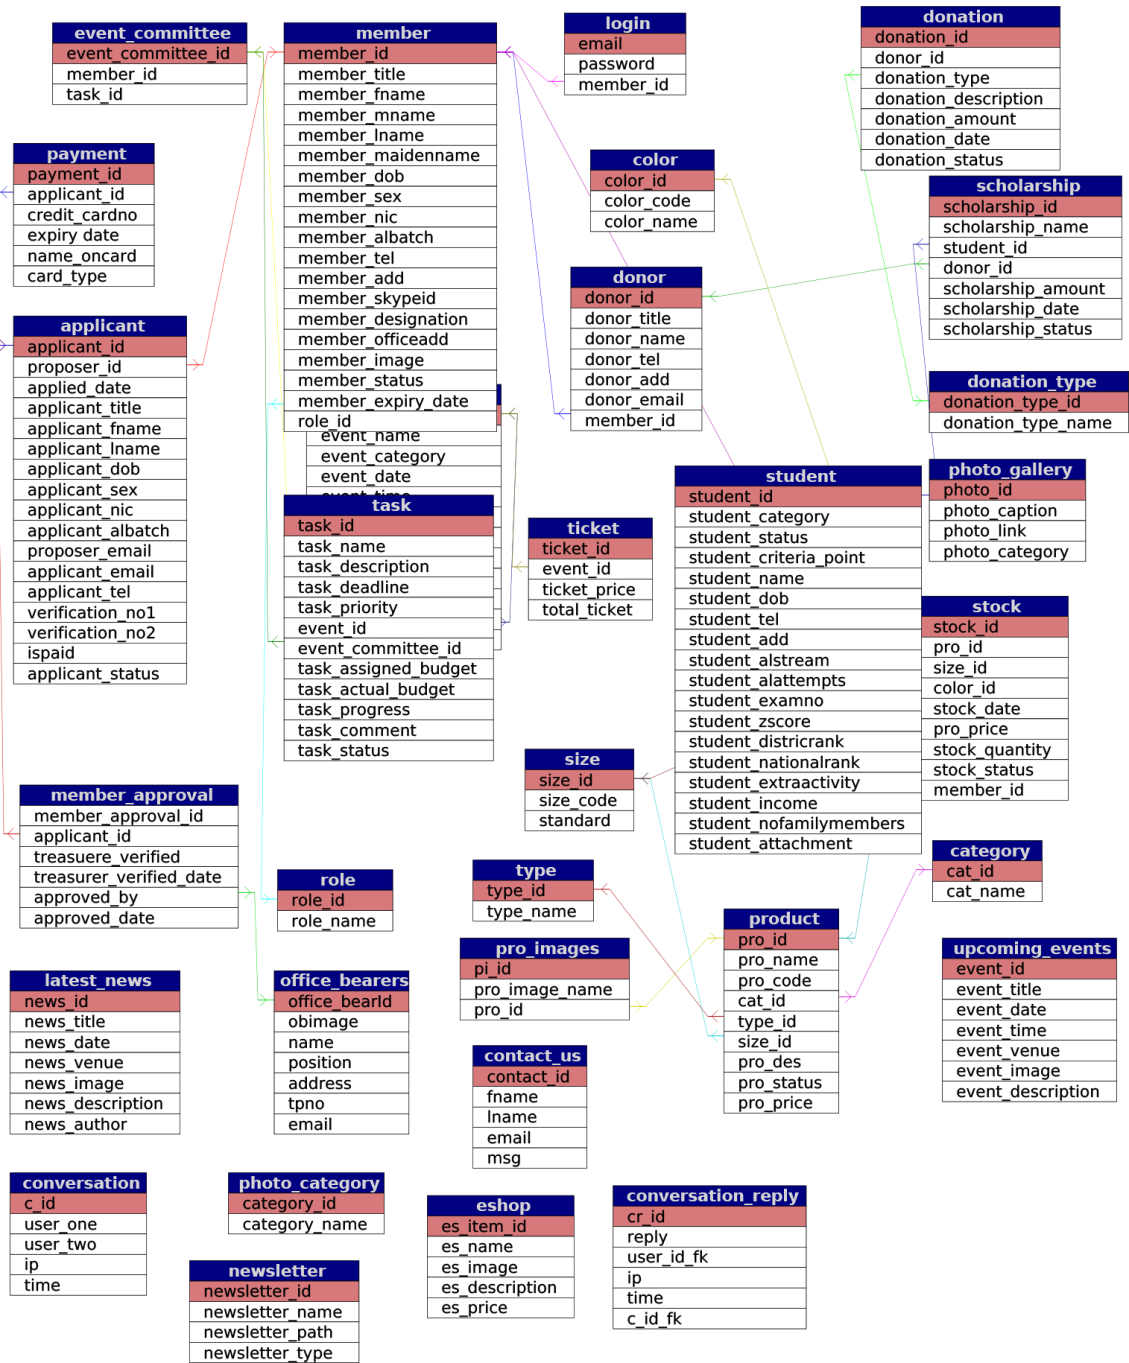 event_committee
event_committee_id
member_id
task_id
member
member_id
member_title
member_fname
member_mname
member_lname
member_maidenname
member_dob
member_sex
member_nic
member_albatch
member_tel
member_add
member_skypeid
member_designation
member_officeadd
member_image
member_status
member_expiry_date
role_id
login
email
password
member_id
donation
donation_id
donor_id
donation_type
donation_description
donation_amount
donation_date
donation_status
payment
payment_id
applicant_id
credit_cardno
expiry date
name_oncard
card_type
color
color_id
color_code
color_name
scholarship
scholarship_id
scholarship_name
student_id
donor_id
scholarship_amount
scholarship_date
scholarship_status
donor
donor_id
donor_title
donor_name
donor_tel
donor_add
donor_email
member_id
applicant
applicant_id
proposer_id
applied_date
applicant_title
applicant_fname
applicant_lname
applicant_dob
applicant_sex
applicant_nic
applicant_albatch
proposer_email
applicant_email
applicant_tel
verification_no1
verification_no2
ispaid
applicant_status
donation_type
donation_type_id
donation_type_name
event_name
event_category
event_date
event_time
task
task_id
task_name
task_description
task_deadline
task_priority
event_id
event_committee_id
task_assigned_budget
task_actual_budget
task_progress
task_comment
task_status
ticket
ticket_id
event_id
ticket_price
total_ticket
student
student_id
student_category
student_status
student_criteria_point
student_name
student_dob
student_tel
student_add
student_alstream
student_alattempts
student_examno
student_zscore
student_districrank
student_nationalrank
student_extraactivity
student_income
student_nofamilymembers
student_attachment
photo_gallery
photo_id
photo_caption
photo_link
photo_category
stock
stock_id
pro_id
size_id
color_id
stock_date
pro_price
stock_quantity
stock_status
member_id
size
size_id
size_code
standard
member_approval
member_approval_id
applicant_id
treasuere_verified
treasurer_verified_date
approved_by
approved_date
role
role_id
role_name
type
type_id
type_name
category
cat_id
cat_name
product
pro_id
pro_name
pro_code
cat_id
type_id
size_id
pro_des
pro_status
pro_price
pro_images
pi_id
pro_image_name
pro_id
upcoming_events
event_id
event_title
event_date
event_time
event_venue
event_image
event_description
latest_news
news_id
news_title
news_date
news_venue
news_image
news_description
news_author
office_bearers
office_bearId
obimage
name
position
address
tpno
email
contact_us
contact_id
fname
lname
email
msg
conversation
c_id
user_one
user_two
ip
time
photo_category
category_id
category_name
eshop
es_item_id
es_name
es_image
es_description
es_price
conversation_reply
cr_id
reply
user_id_fk
ip
time
c_id_fk
newsletter
newsletter_id
newsletter_name
newsletter_path
newsletter_type